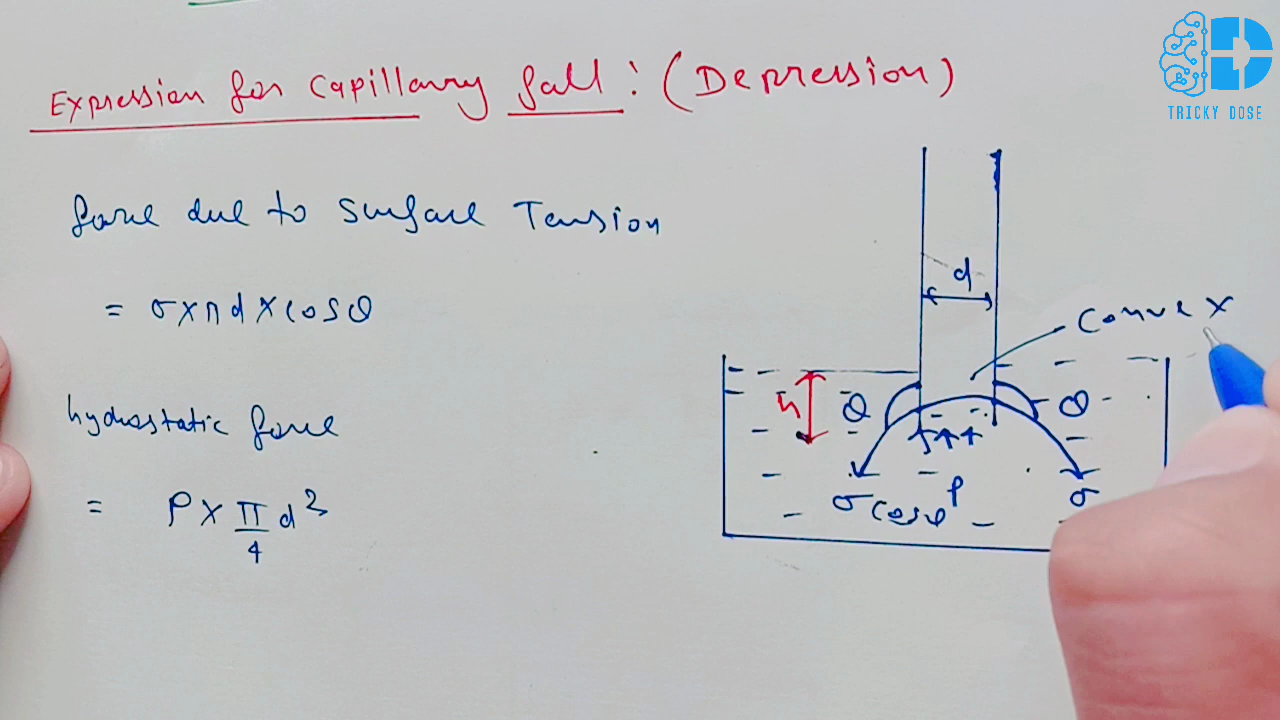 Expression for Capillary fall : (Depression)
TRICKY DOSE
force due to Surface Tension
= σ x π d x cos θ
hydrostatic force
= P x π/4 d²
d
Convex
h
θ
θ
P
σ cos θ
σ